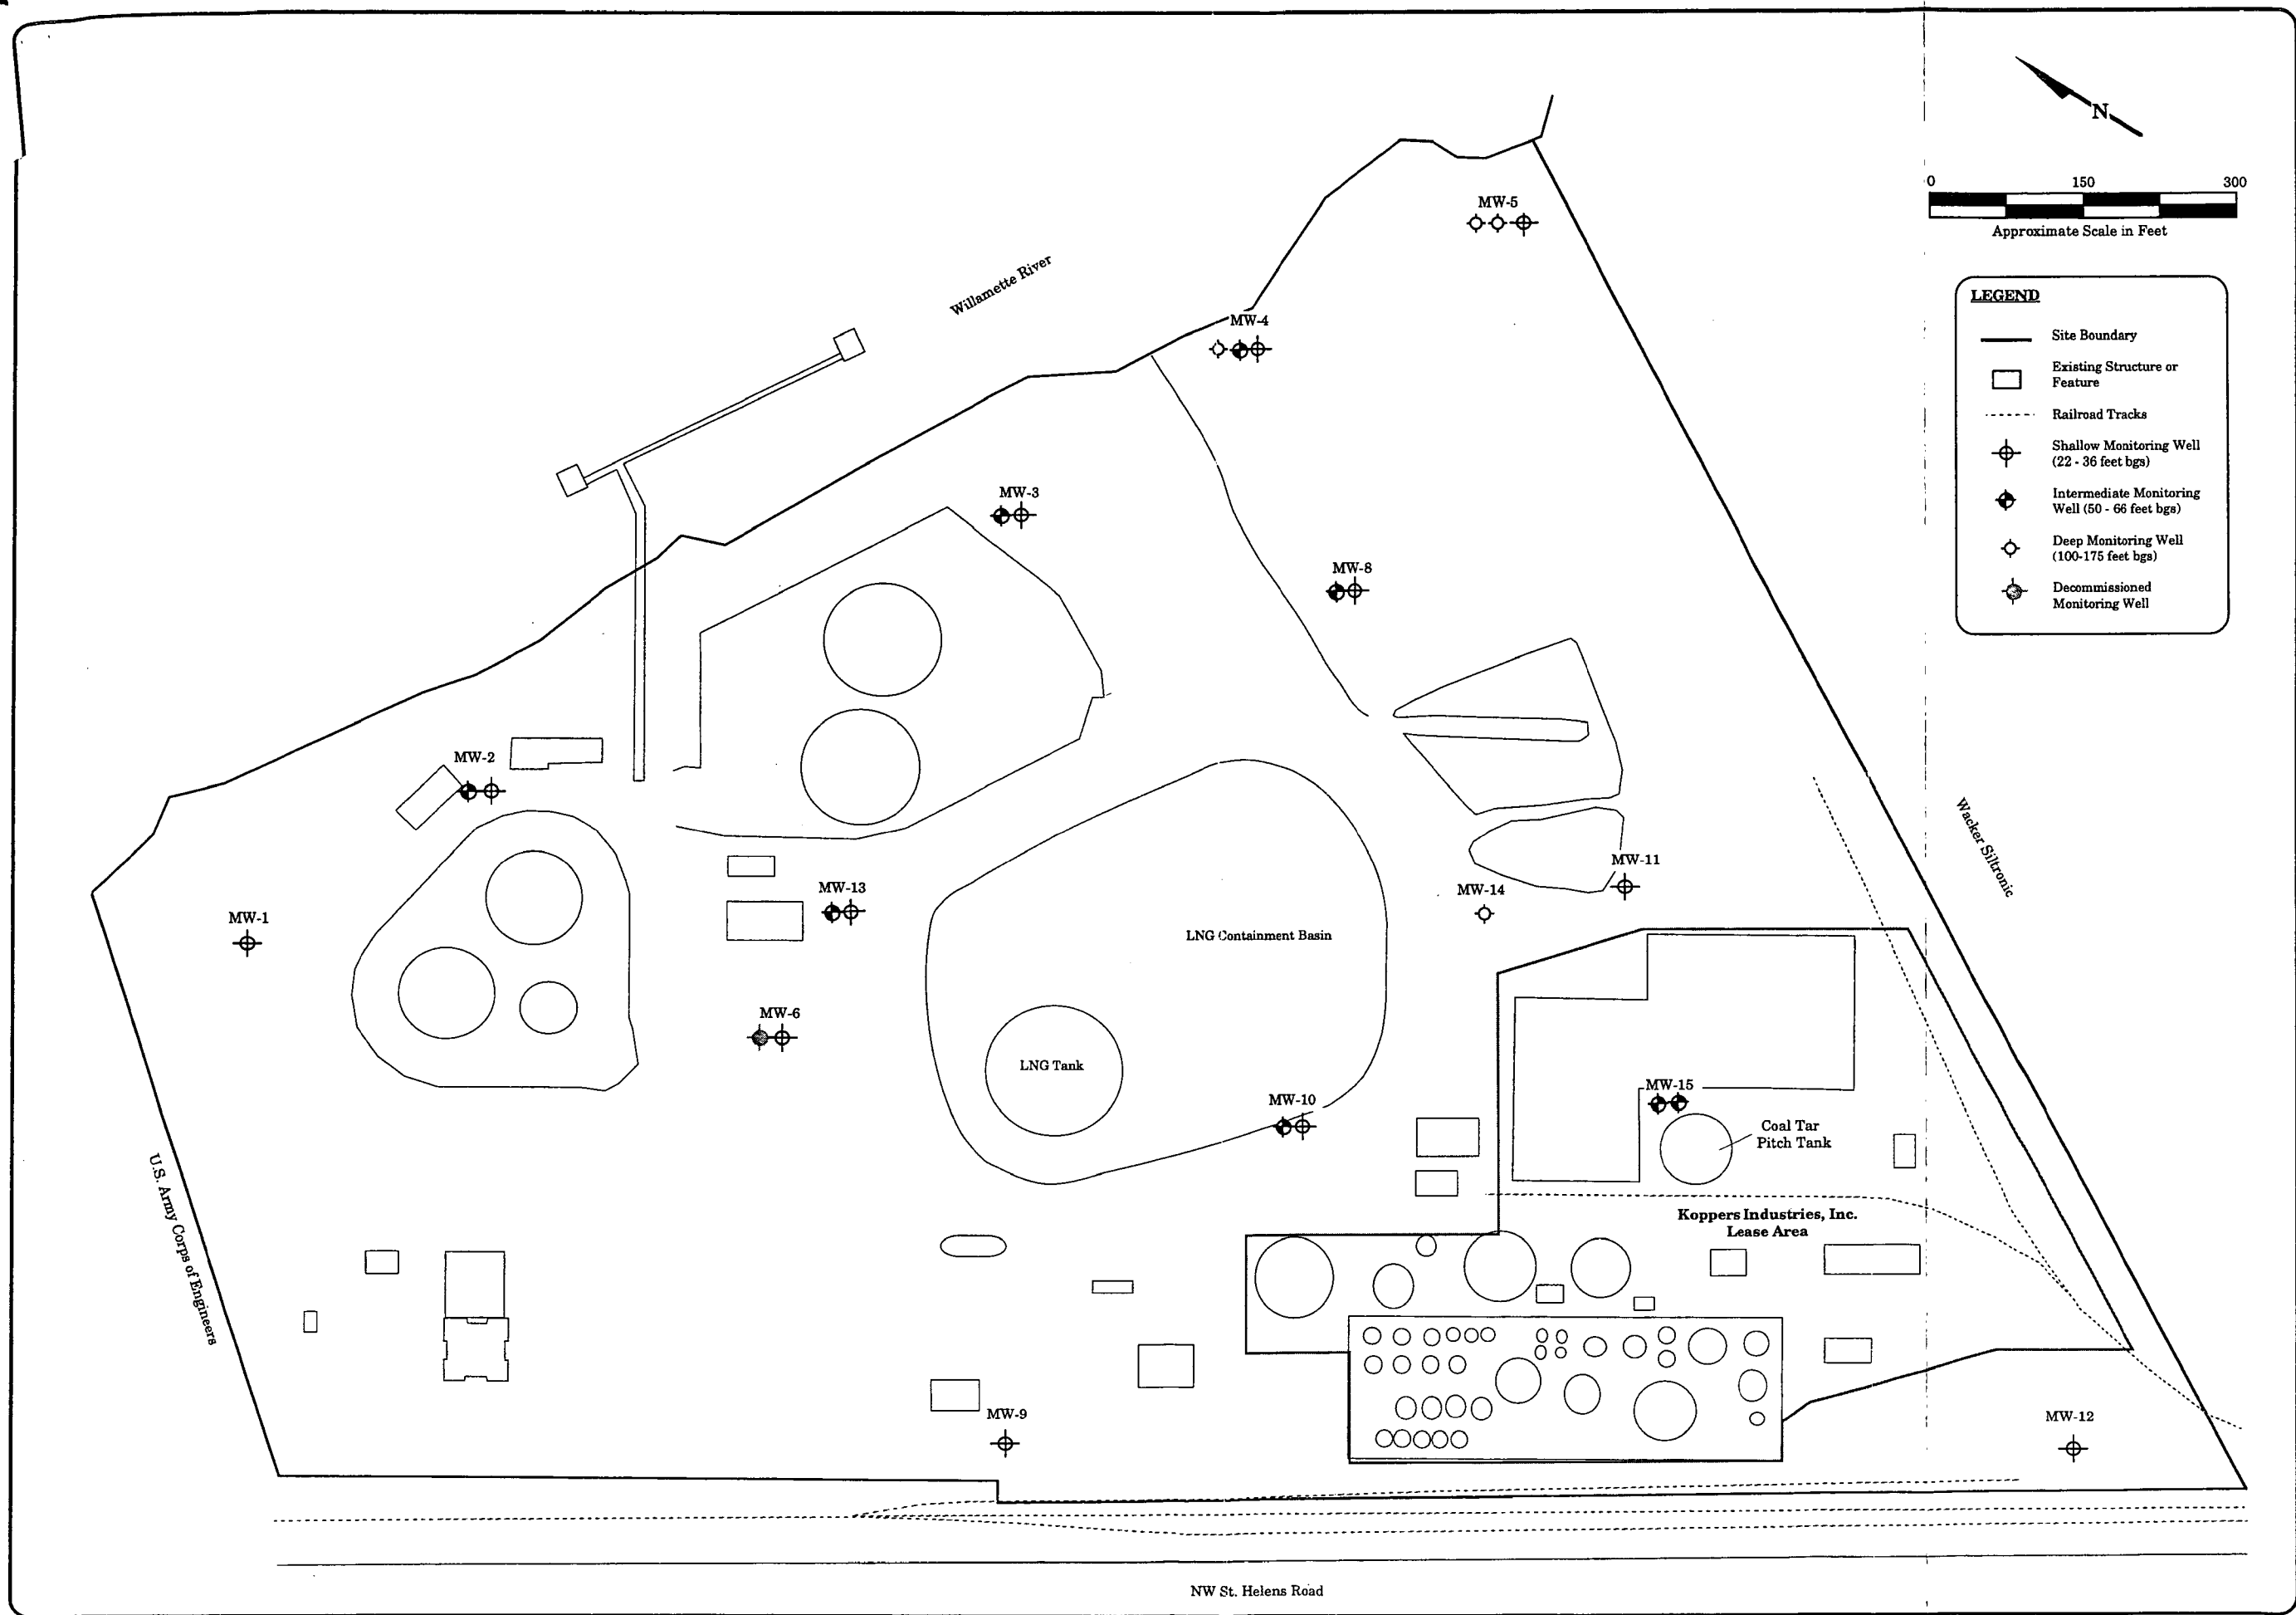 N
0 150 300
Approximate Scale in Feet
LEGEND
Site Boundary
Existing Structure or
Feature
Railroad Tracks
Shallow Monitoring Well
(22 - 36 feet bgs)
Intermediate Monitoring
Well (50 - 66 feet bgs)
Deep Monitoring Well
(100-175 feet bgs)
Decommissioned
Monitoring Well
MW-5
Willamette River
MW-4
MW-3
MW-8
MW-2
MW-11
MW-13
MW-14
MW-1
LNG Containment Basin
Wacker Siltronic
MW-6
LNG Tank
MW-10
MW-15
Coal Tar
Pitch Tank
U.S. Army Corps of Engineers
Koppers Industries, Inc.
Lease Area
MW-9
MW-12
NW St. Helens Road